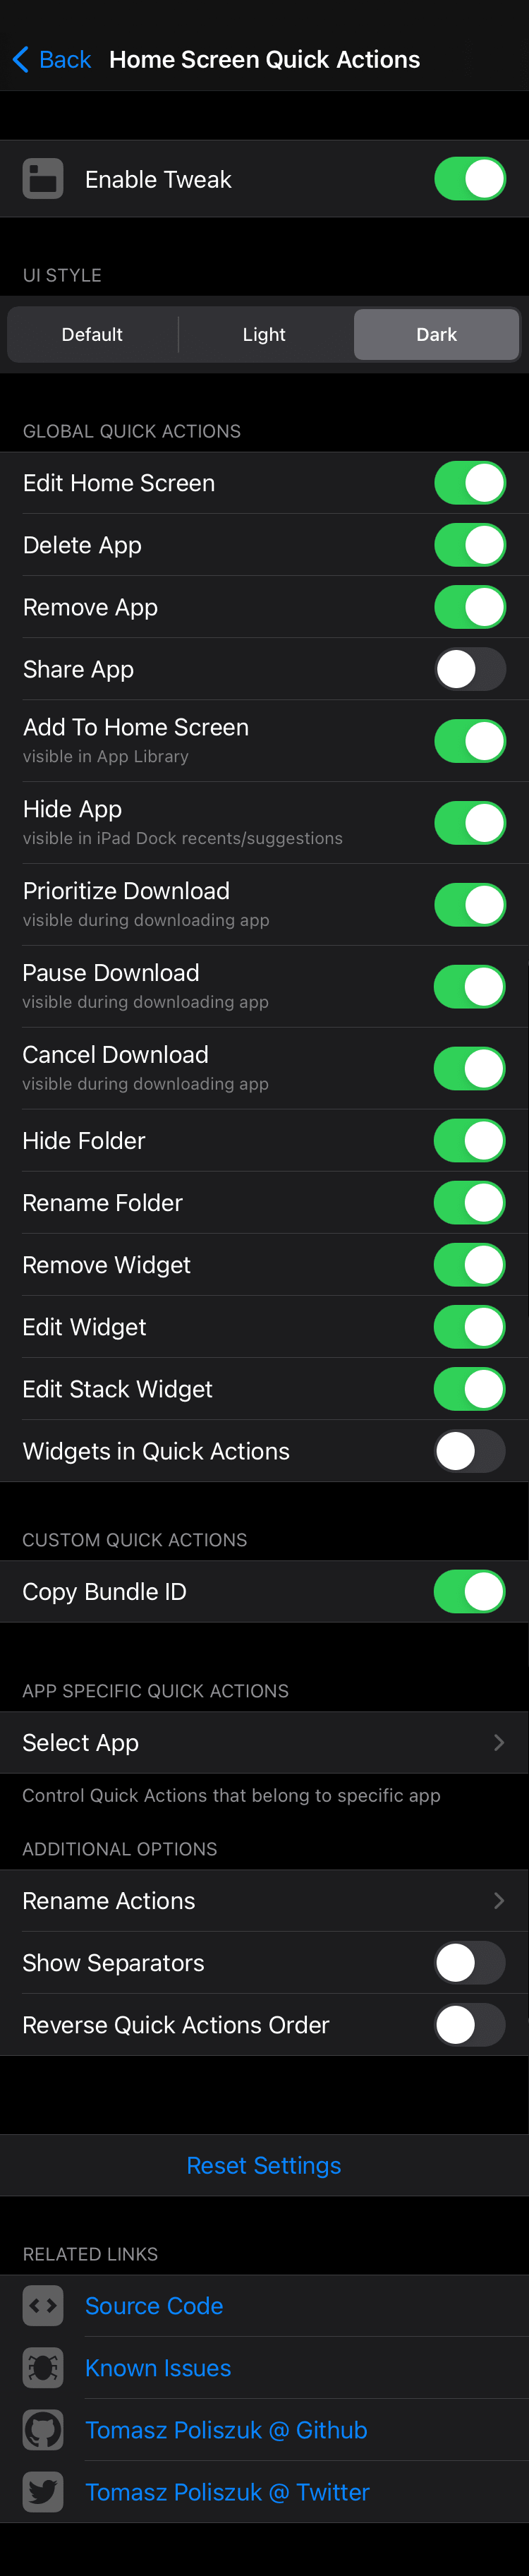 Back Home Screen Quick Actions
Enable Tweak
UI STYLE
Default Light Dark
GLOBAL QUICK ACTIONS
Edit Home Screen
Delete App
Remove App
Share App
Add To Home Screen
visible in App Library
Hide App
visible in iPad Dock recents/suggestions
Prioritize Download
visible during downloading app
Pause Download
visible during downloading app
Cancel Download
visible during downloading app
Hide Folder
Rename Folder
Remove Widget
Edit Widget
Edit Stack Widget
Widgets in Quick Actions
CUSTOM QUICK ACTIONS
Copy Bundle ID
APP SPECIFIC QUICK ACTIONS
Select App
Control Quick Actions that belong to specific app
ADDITIONAL OPTIONS
Rename Actions
Show Separators
Reverse Quick Actions Order
Reset Settings
RELATED LINKS
Source Code
Known Issues
Tomasz Poliszuk @ Github
Tomasz Poliszuk @ Twitter